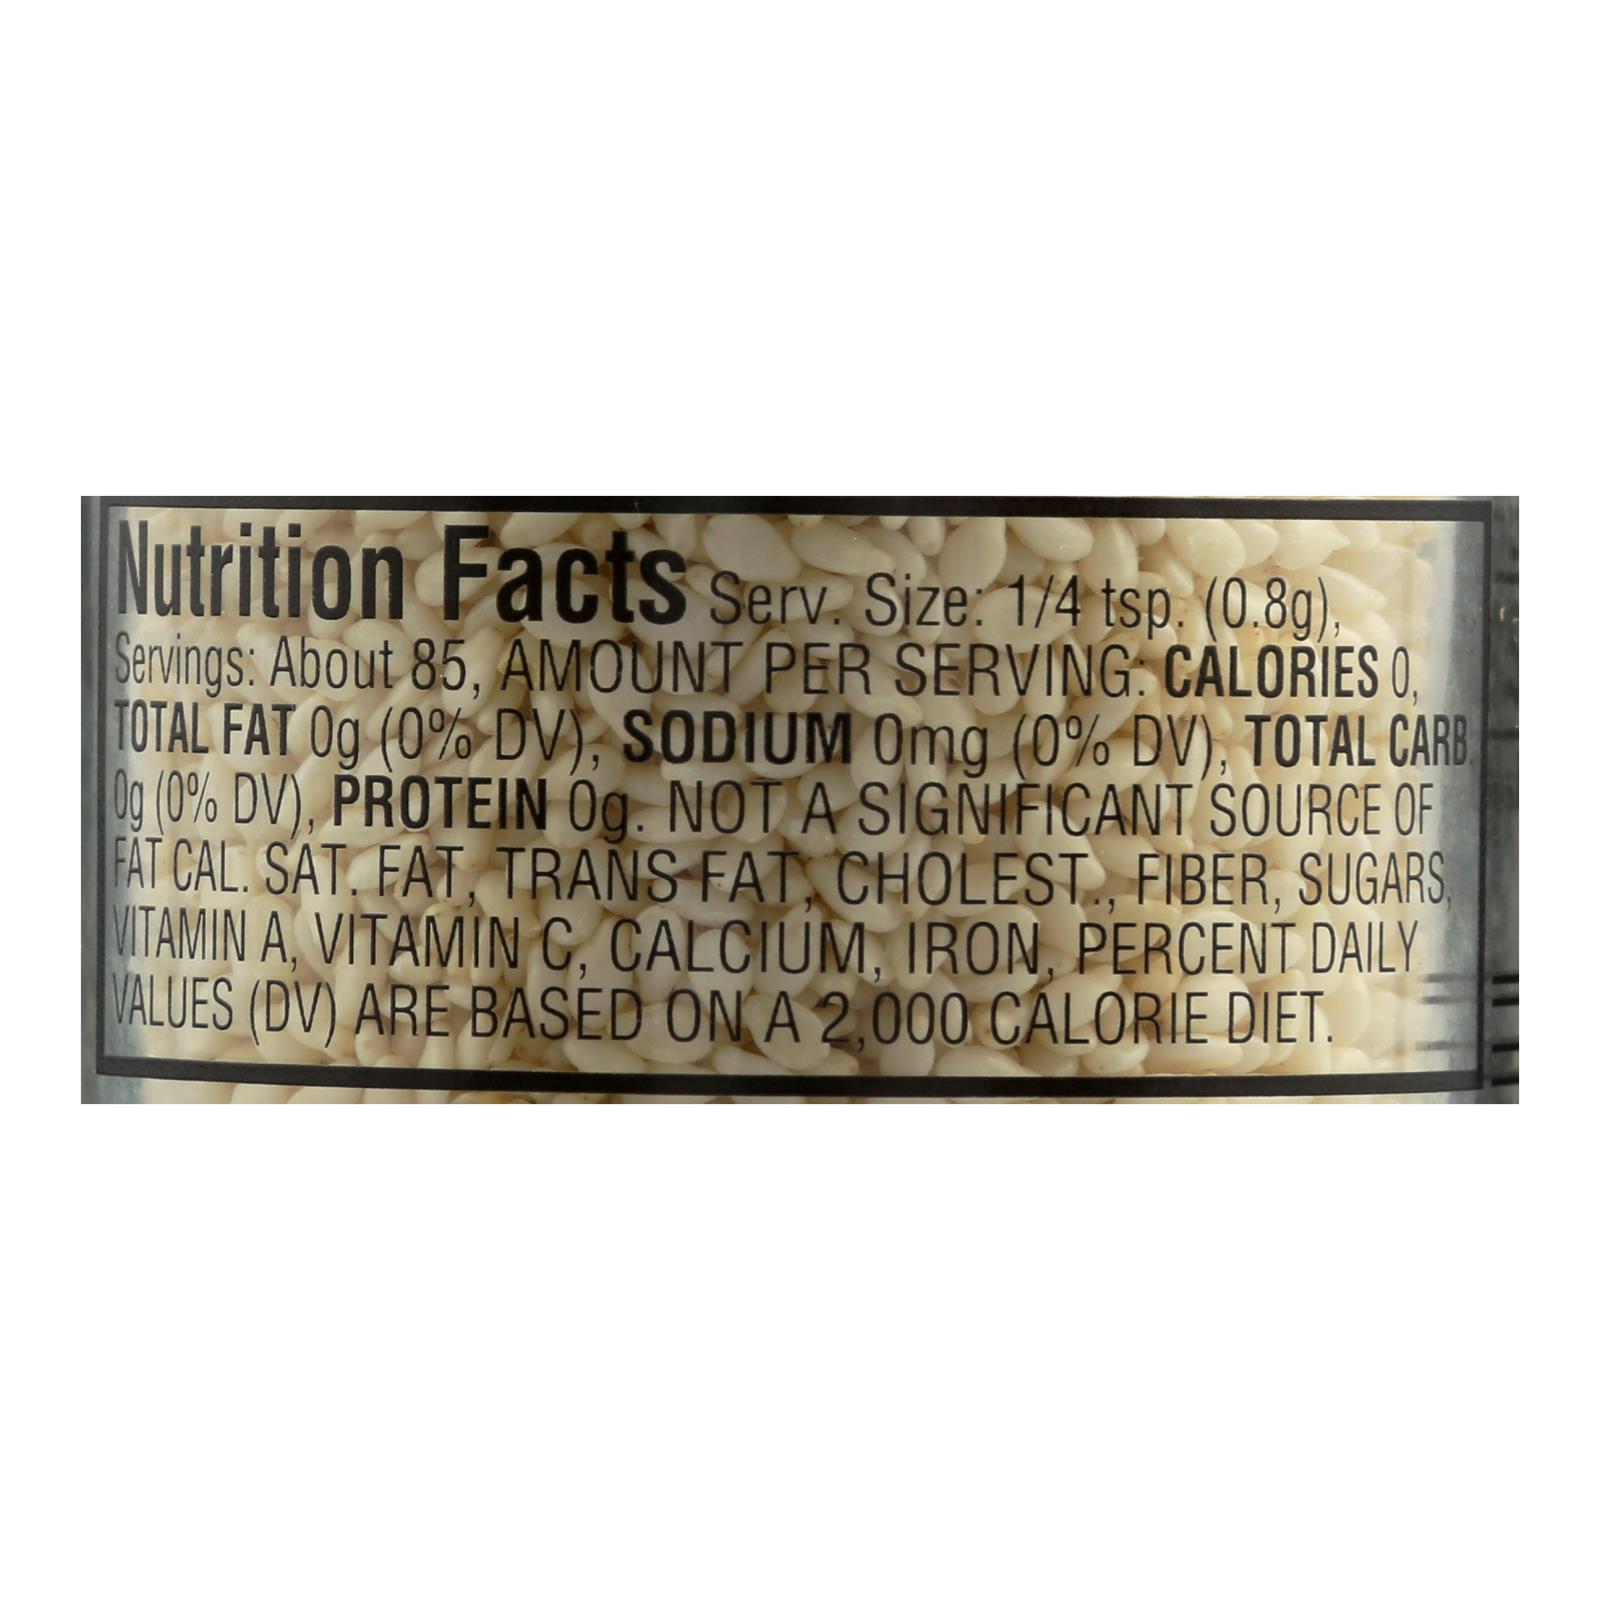 Nutrition Facts Serv. Size: 1/4 tsp. (0.8g),
Servings: About 85, AMOUNT PER SERVING: CALORIES 0,
TOTAL FAT 0g (0% DV), SODIUM 0mg (0% DV), TOTAL CARB.
0g (0% DV), PROTEIN 0g. NOT A SIGNIFICANT SOURCE OF
FAT CAL. SAT. FAT, TRANS FAT, CHOLEST., FIBER, SUGARS,
VITAMIN A, VITAMIN C, CALCIUM, IRON, PERCENT DAILY
VALUES (DV) ARE BASED ON A 2,000 CALORIE DIET.